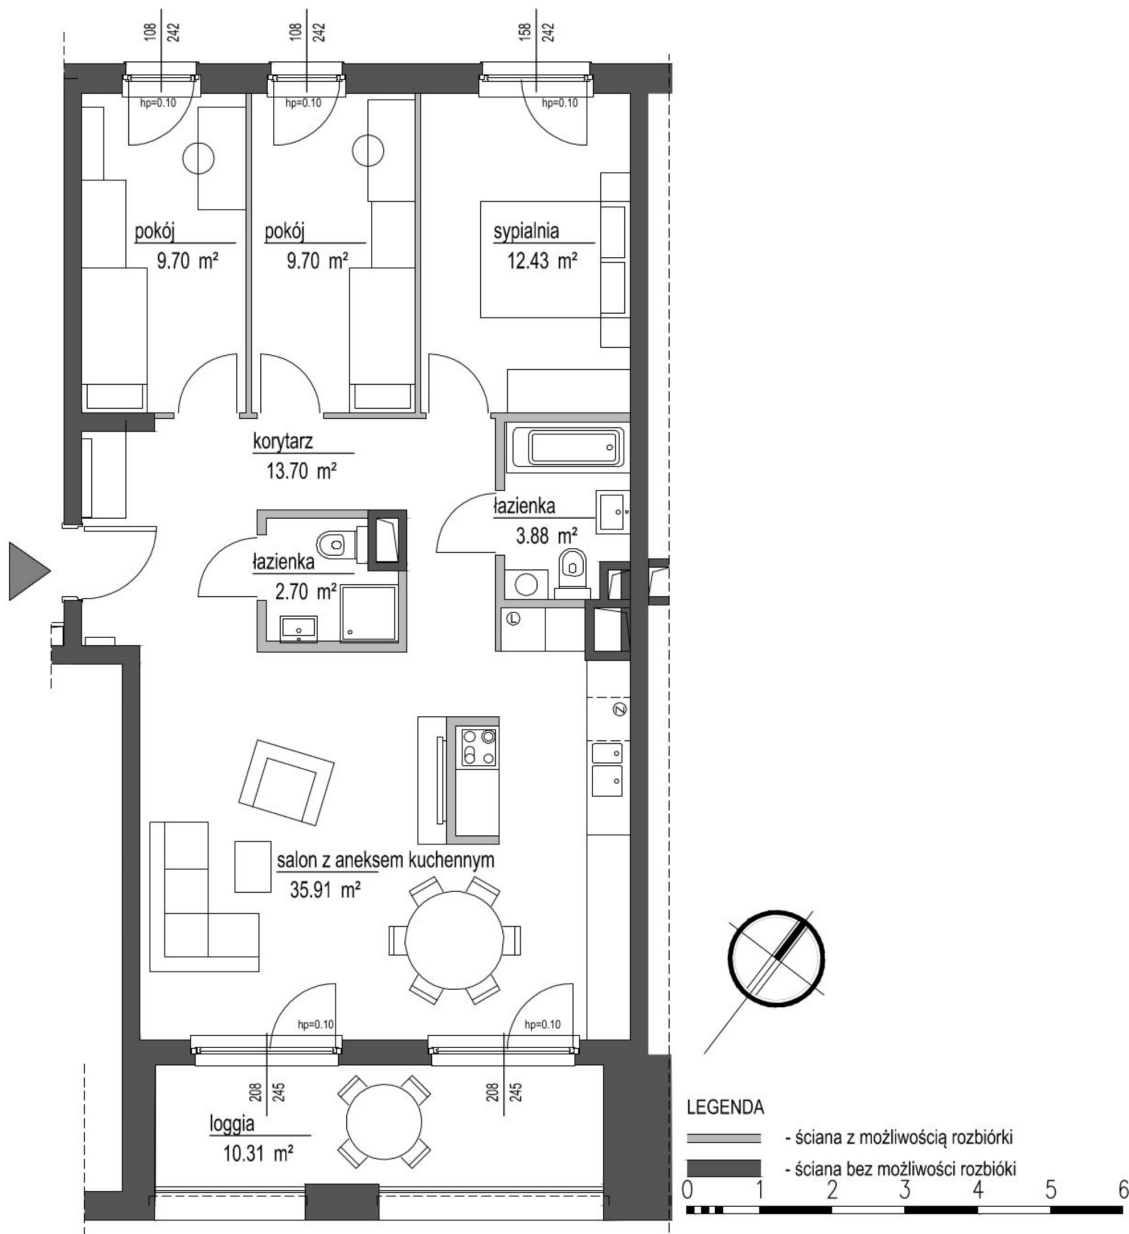 108
242
108
242
158
242
hp=0.10
hp=0.10
hp=0.10
pokój
9.70 m²
pokój
9.70 m²
sypialnia
12.43 m²
korytarz
13.70 m²
łazienka
3.88 m²
łazienka
2.70 m²
L
Z
salon z aneksem kuchennym
35.91 m²
hp=0.10
hp=0.10
208
245
208
245
loggia
10.31 m²
LEGENDA
- ściana z możliwością rozbiórki
- ściana bez możliwości rozbióki
0 1 2 3 4 5 6